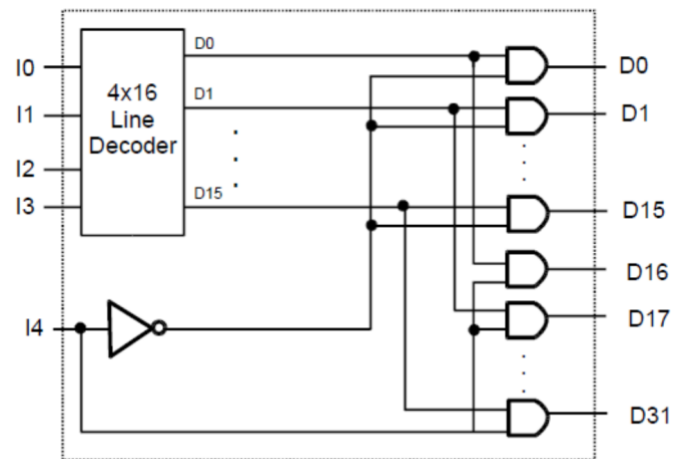 D0
I0
4x16
Line
Decoder
D0
I1
D1
D1
I2
I3
D15
D15
D16
I4
D17
D31